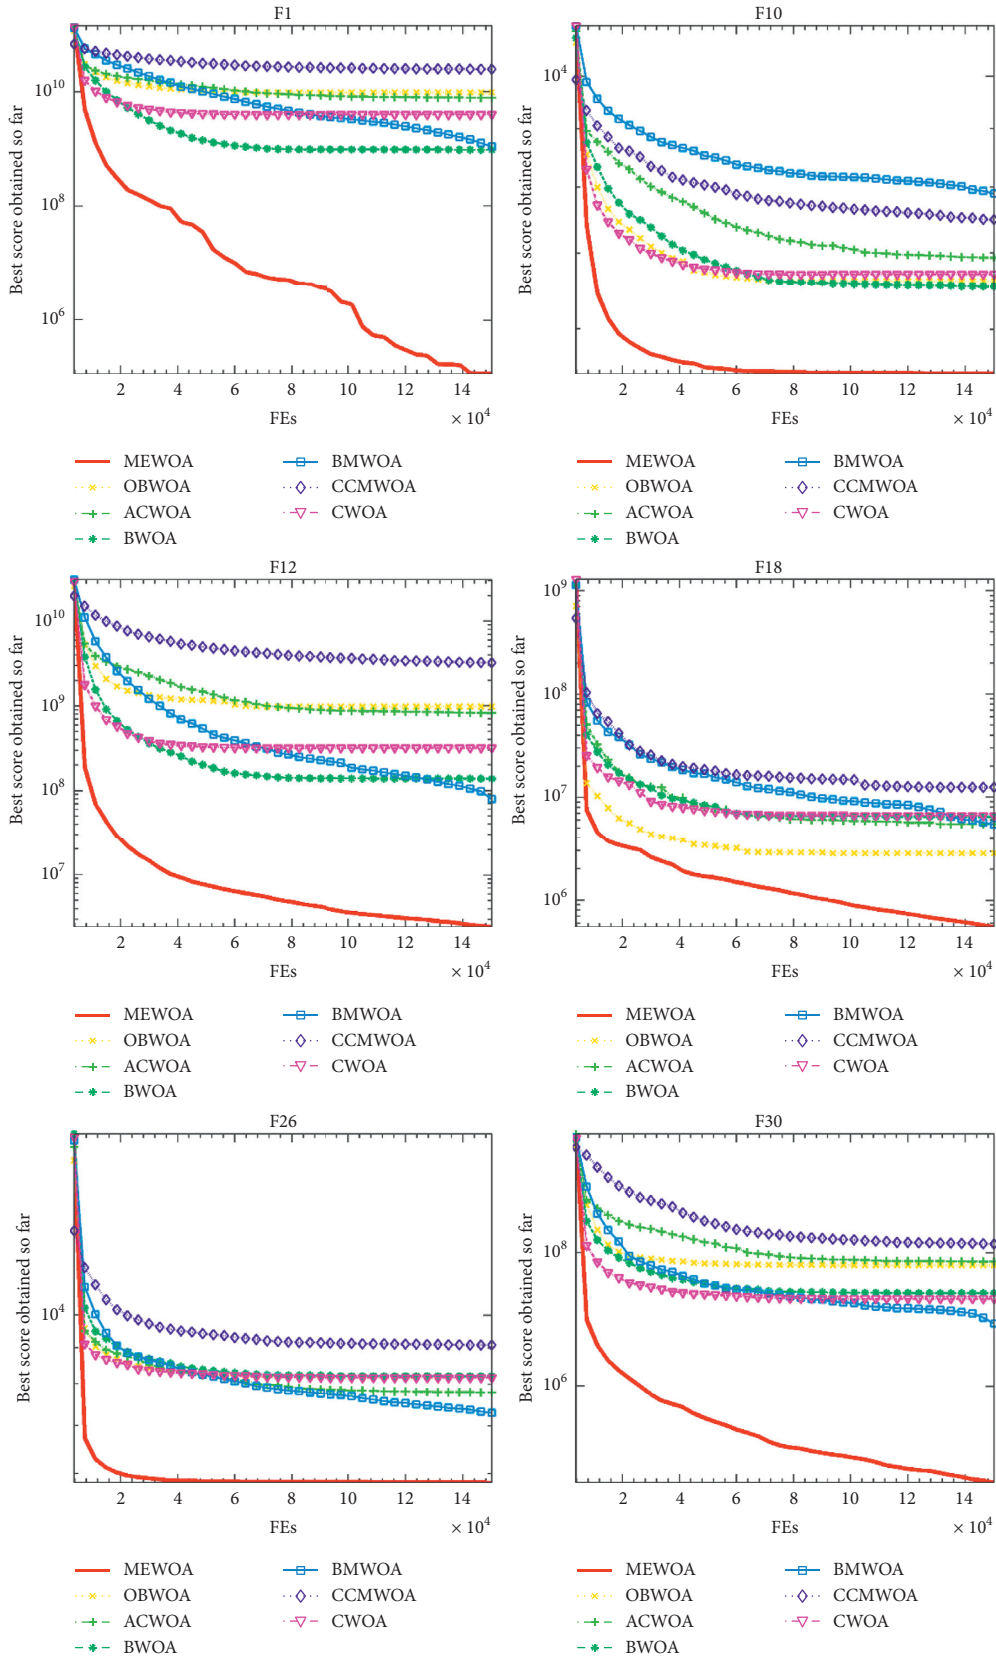 F1
Best score obtained so far
10^10
10^8
10^6
2 4 6 8 10 12 14
FEs
× 10^4
MEWOA
OBWOA
ACWOA
BWOA
BMWOA
CCMWOA
CWOA
F10
Best score obtained so far
10^4
2 4 6 8 10 12 14
FEs
× 10^4
MEWOA
OBWOA
ACWOA
BWOA
BMWOA
CCMWOA
CWOA
F12
Best score obtained so far
10^10
10^9
10^8
10^7
2 4 6 8 10 12 14
FEs
× 10^4
MEWOA
OBWOA
ACWOA
BWOA
BMWOA
CCMWOA
CWOA
F18
Best score obtained so far
10^9
10^8
10^7
10^6
2 4 6 8 10 12 14
FEs
× 10^4
MEWOA
OBWOA
ACWOA
BWOA
BMWOA
CCMWOA
CWOA
F26
Best score obtained so far
10^4
2 4 6 8 10 12 14
FEs
× 10^4
MEWOA
OBWOA
ACWOA
BWOA
BMWOA
CCMWOA
CWOA
F30
Best score obtained so far
10^8
10^6
2 4 6 8 10 12 14
FEs
× 10^4
MEWOA
OBWOA
ACWOA
BWOA
BMWOA
CCMWOA
CWOA